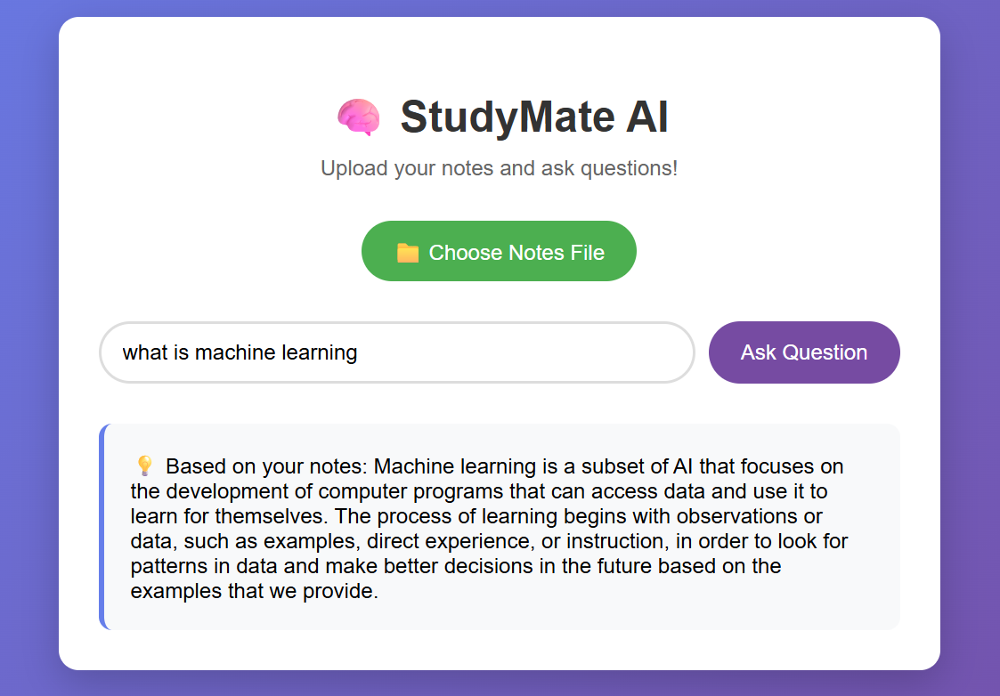 StudyMate AI
Upload your notes and ask questions!
Choose Notes File
what is machine learning
Ask Question
Based on your notes: Machine learning is a subset of AI that focuses on
the development of computer programs that can access data and use it to
learn for themselves. The process of learning begins with observations or
data, such as examples, direct experience, or instruction, in order to look for
patterns in data and make better decisions in the future based on the
examples that we provide.